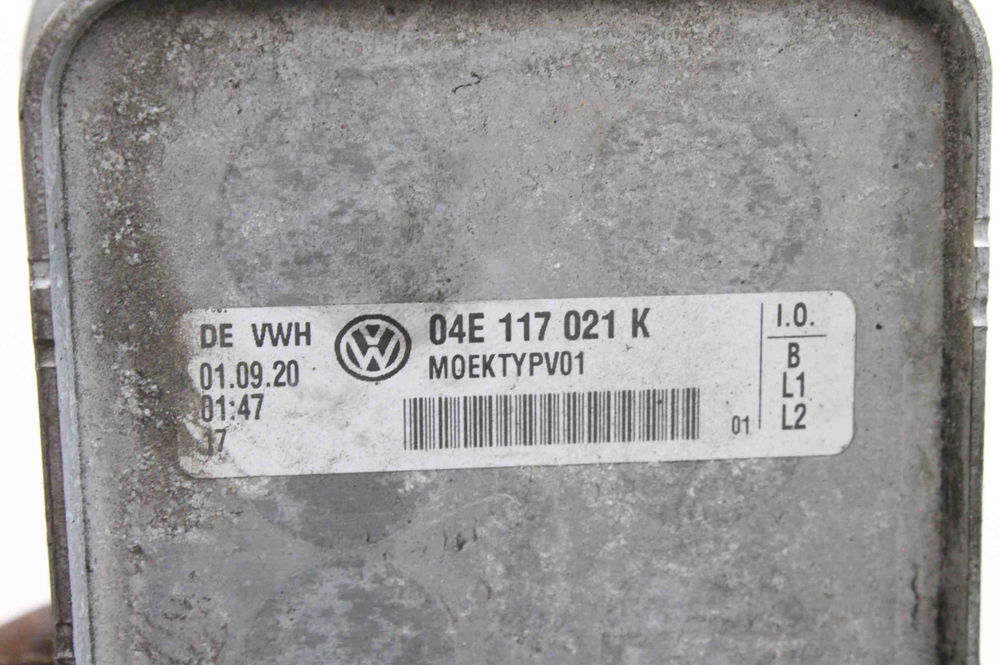 DE VWH
01.09.20
01:47
17
04E 117 021 K
MOEKTYPV01
01
I.O.
B
L1
L2